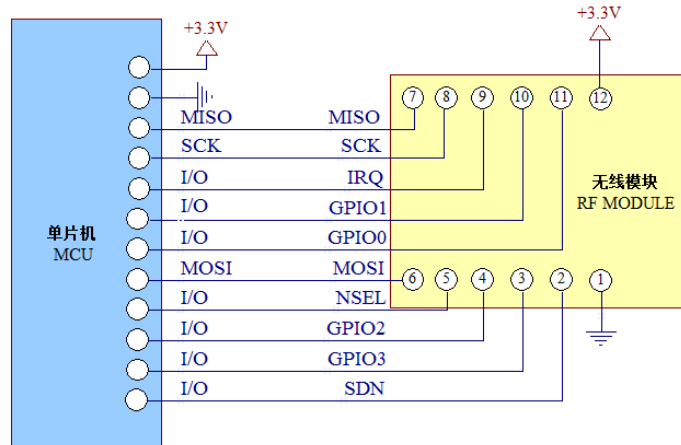 +3.3V
+3.3V
7 8 9 10 11 12
MISO MISO
SCK SCK
I/O IRQ
无线模块
RF MODULE
I/O GPIO1
单片机
MCU
I/O GPIO0
MOSI MOSI
6 5 4 3 2 1
I/O NSEL
I/O GPIO2
I/O GPIO3
I/O SDN